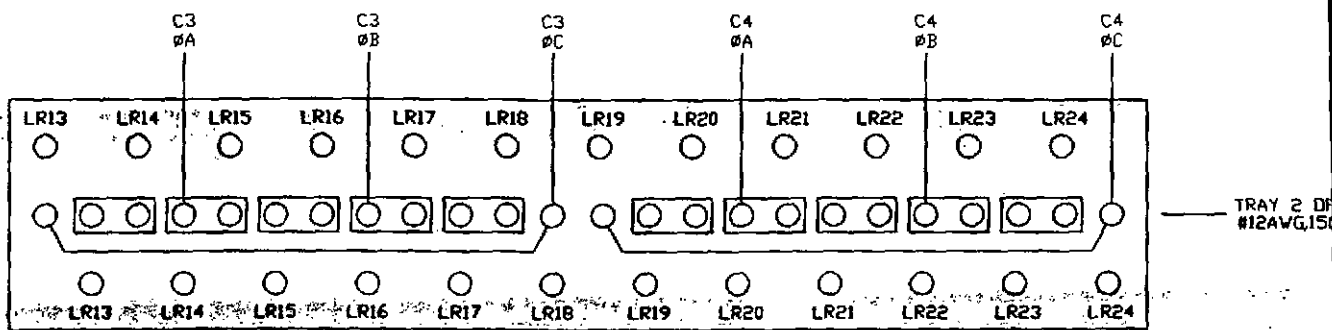 C3 C3 C3 C4 C4 C4
ØA ØB ØC ØA ØB ØC
LR13 LR14 LR15 LR16 LR17 LR18 LR19 LR20 LR21 LR22 LR23 LR24
TRAY 2
#12AWG,
LR13 LR14 LR15 LR16 LR17 LR18 LR19 LR20 LR21 LR22 LR23 LR24